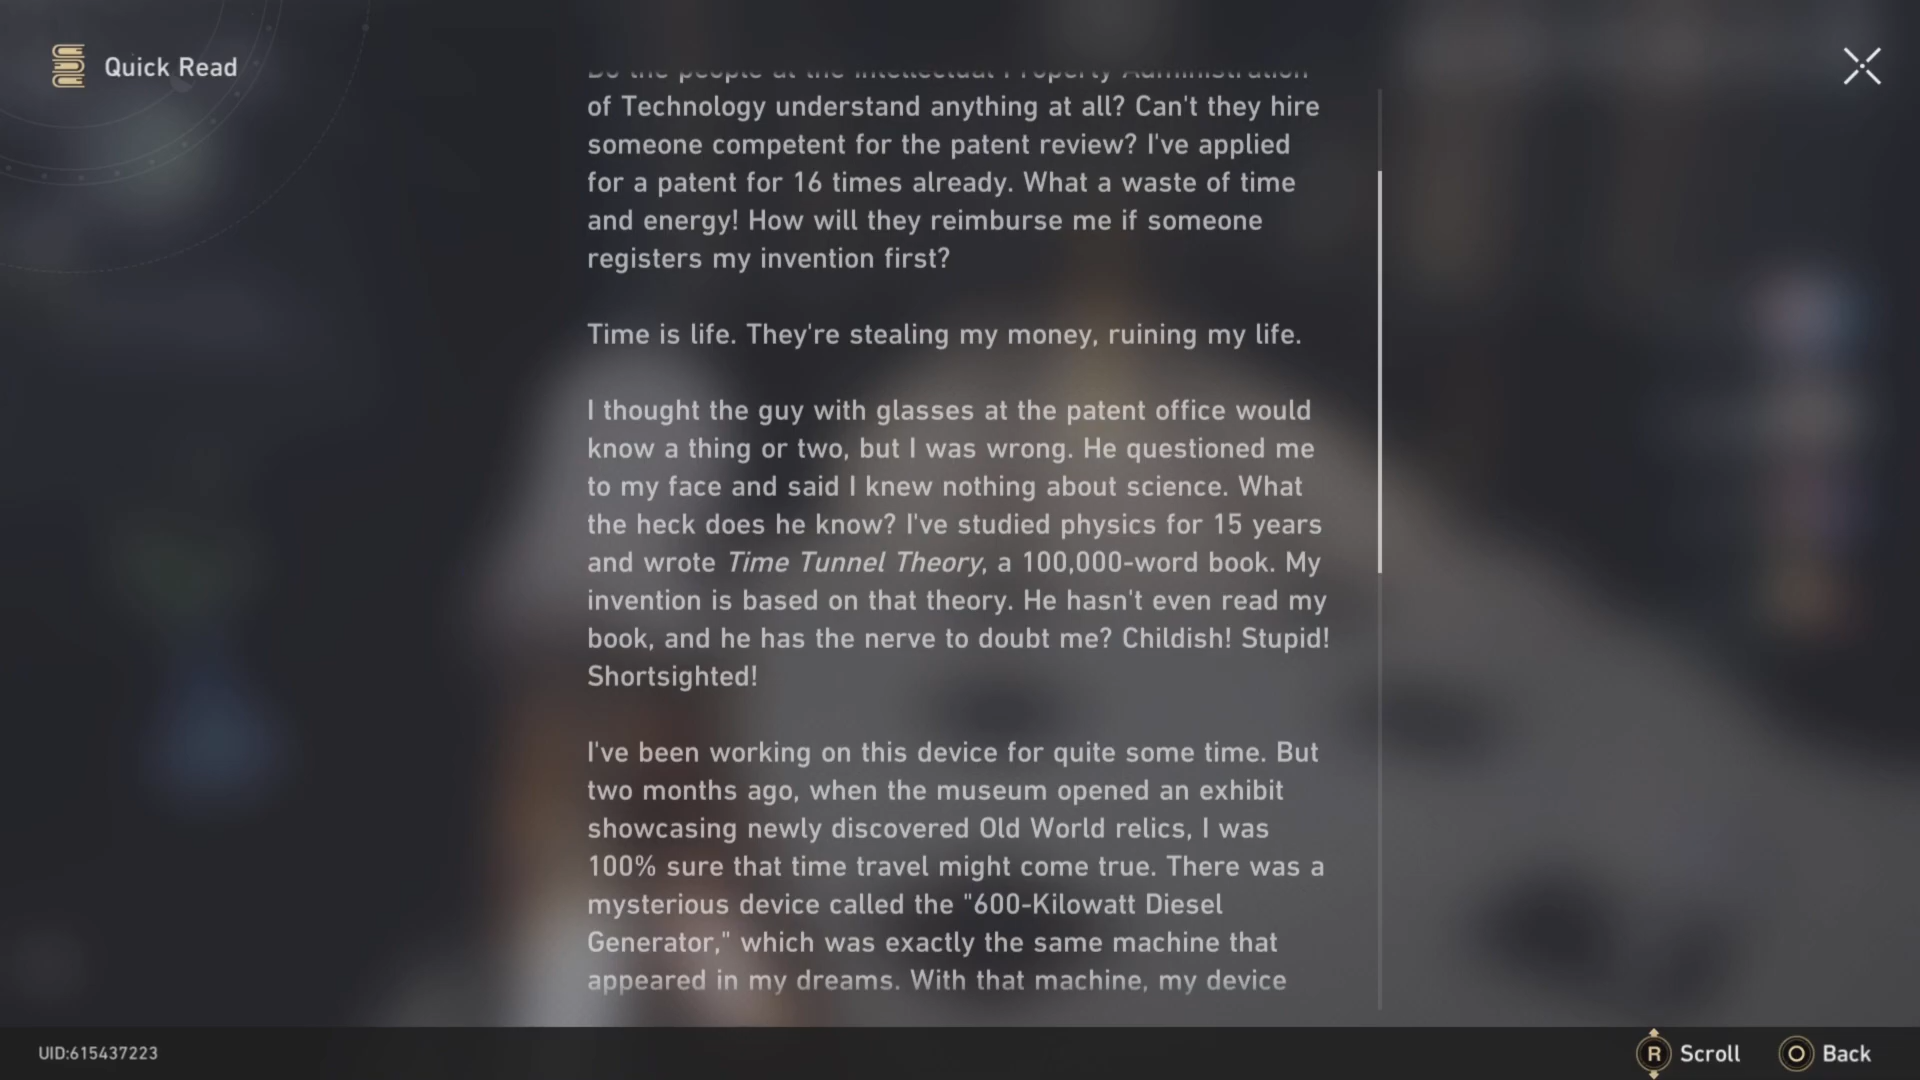 Quick Read
Do the people at the Intellectual Property Administration
of Technology understand anything at all? Can't they hire
someone competent for the patent review? I've applied
for a patent for 16 times already. What a waste of time
and energy! How will they reimburse me if someone
registers my invention first?
Time is life. They're stealing my money, ruining my life.
I thought the guy with glasses at the patent office would
know a thing or two, but I was wrong. He questioned me
to my face and said I knew nothing about science. What
the heck does he know? I've studied physics for 15 years
and wrote Time Tunnel Theory, a 100,000-word book. My
invention is based on that theory. He hasn't even read my
book, and he has the nerve to doubt me? Childish! Stupid!
Shortsighted!
I've been working on this device for quite some time. But
two months ago, when the museum opened an exhibit
showcasing newly discovered Old World relics, I was
100% sure that time travel might come true. There was a
mysterious device called the "600-Kilowatt Diesel
Generator," which was exactly the same machine that
appeared in my dreams. With that machine, my device
UID:615437223
R Scroll
Back